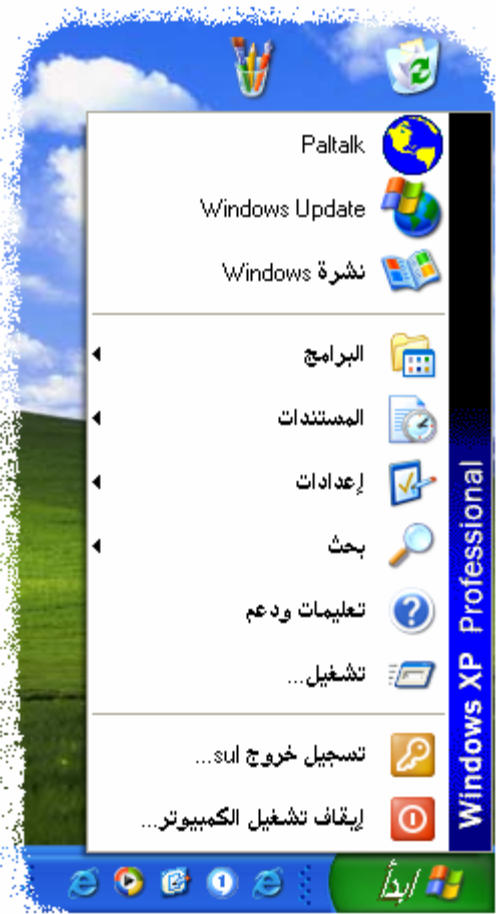 Paltalk
Windows Update
نشرة Windows
البرامج
المستندات
إعدادات
بحث
تعليمات ودعم
تشغيل...
تسجيل خروج sul...
إيقاف تشغيل الكمبيوتر...
Windows XP Professional
ابدأ